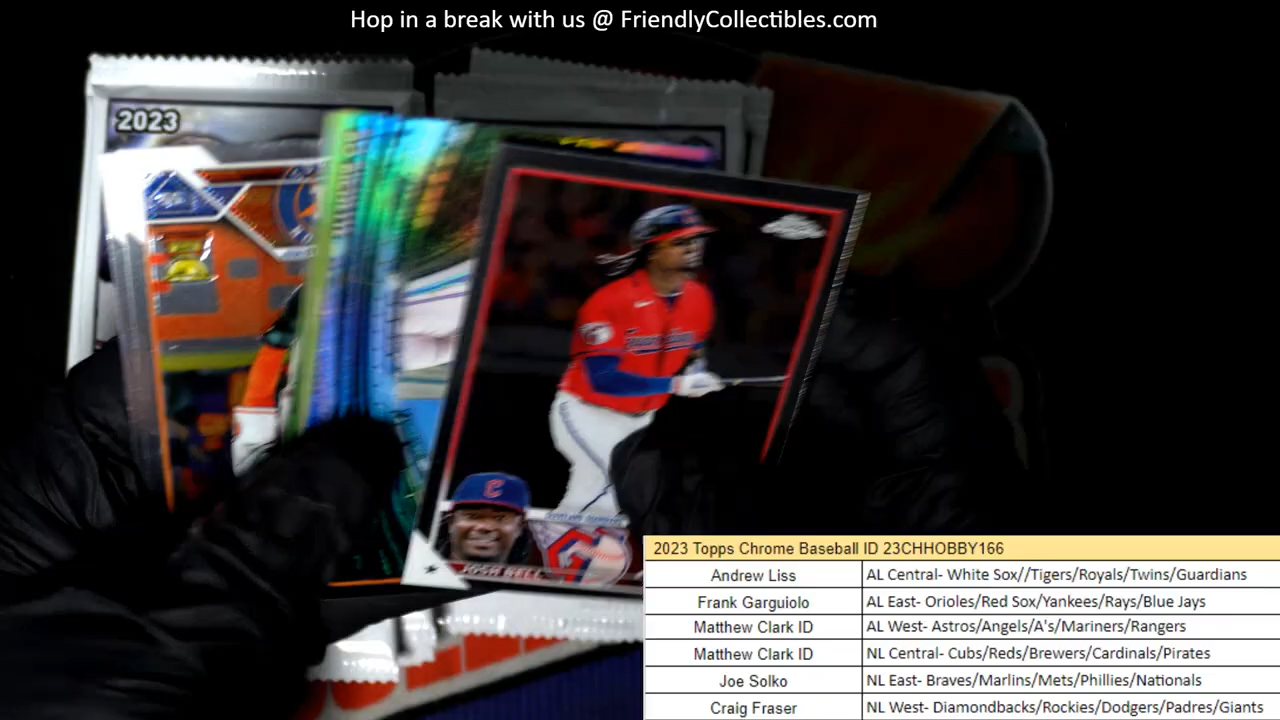 Hop in a break with us @ FriendlyCollectibles.com
2023
JOSH BELL
2023 Topps Chrome Baseball ID 23CHHOBBY166
Andrew Liss AL Central- White Sox//Tigers/Royals/Twins/Guardians
Frank Garguiolo AL East- Orioles/Red Sox/Yankees/Rays/Blue Jays
Matthew Clark ID AL West- Astros/Angels/A's/Mariners/Rangers
Matthew Clark ID NL Central- Cubs/Reds/Brewers/Cardinals/Pirates
Joe Solko NL East- Braves/Marlins/Mets/Phillies/Nationals
Craig Fraser NL West- Diamondbacks/Rockies/Dodgers/Padres/Giants